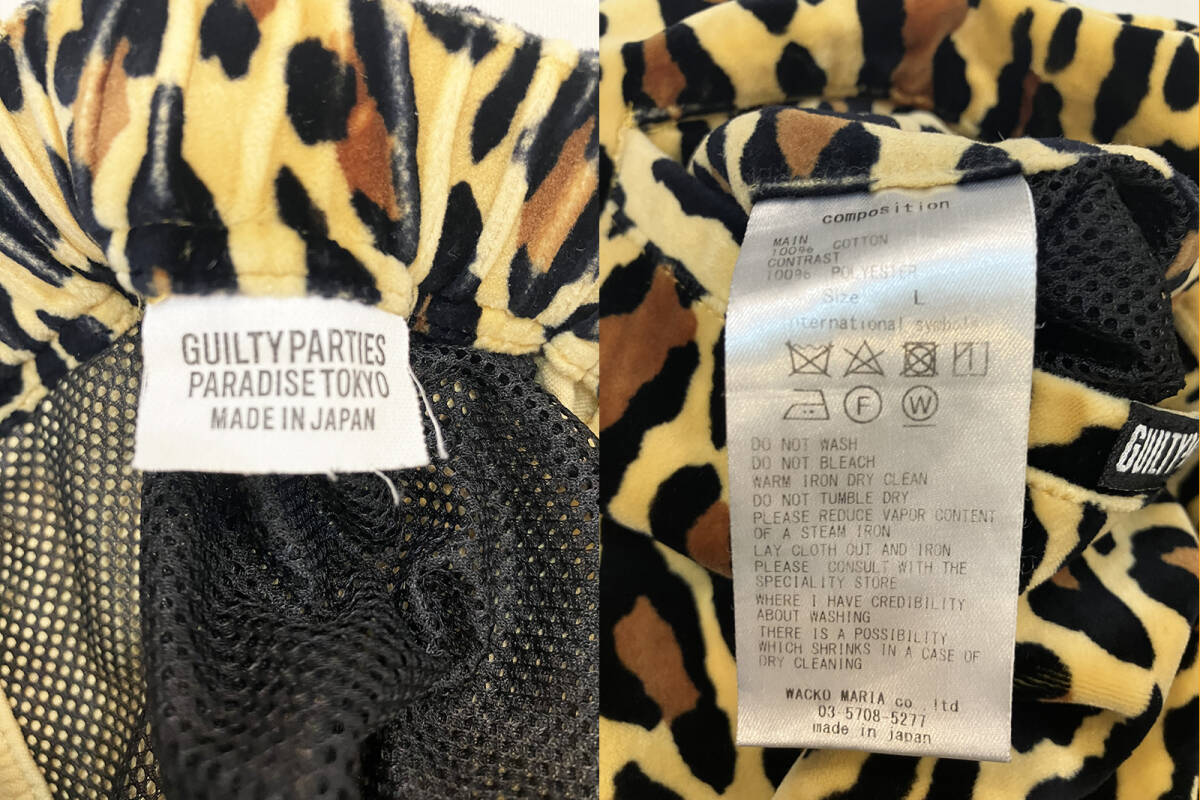 GUILTY PARTIES
PARADISE TOKYO
MADE IN JAPAN
composition
MAIN
100% COTTON
CONTRAST
100% POLYESTER
Size L
international symbols
F W
DO NOT WASH
DO NOT BLEACH
WARM IRON DRY CLEAN
DO NOT TUMBLE DRY
PLEASE REDUCE VAPOR CONTENT
OF A STEAM IRON
LAY CLOTH OUT AND IRON
PLEASE CONSULT WITH THE
SPECIALITY STORE
WHERE I HAVE CREDIBILITY
ABOUT WASHING
THERE IS A POSSIBILITY
WHICH SHRINKS IN A CASE OF
DRY CLEANING
WACKO MARIA co .ltd
03-5708-5277
made in japan
GUILTY